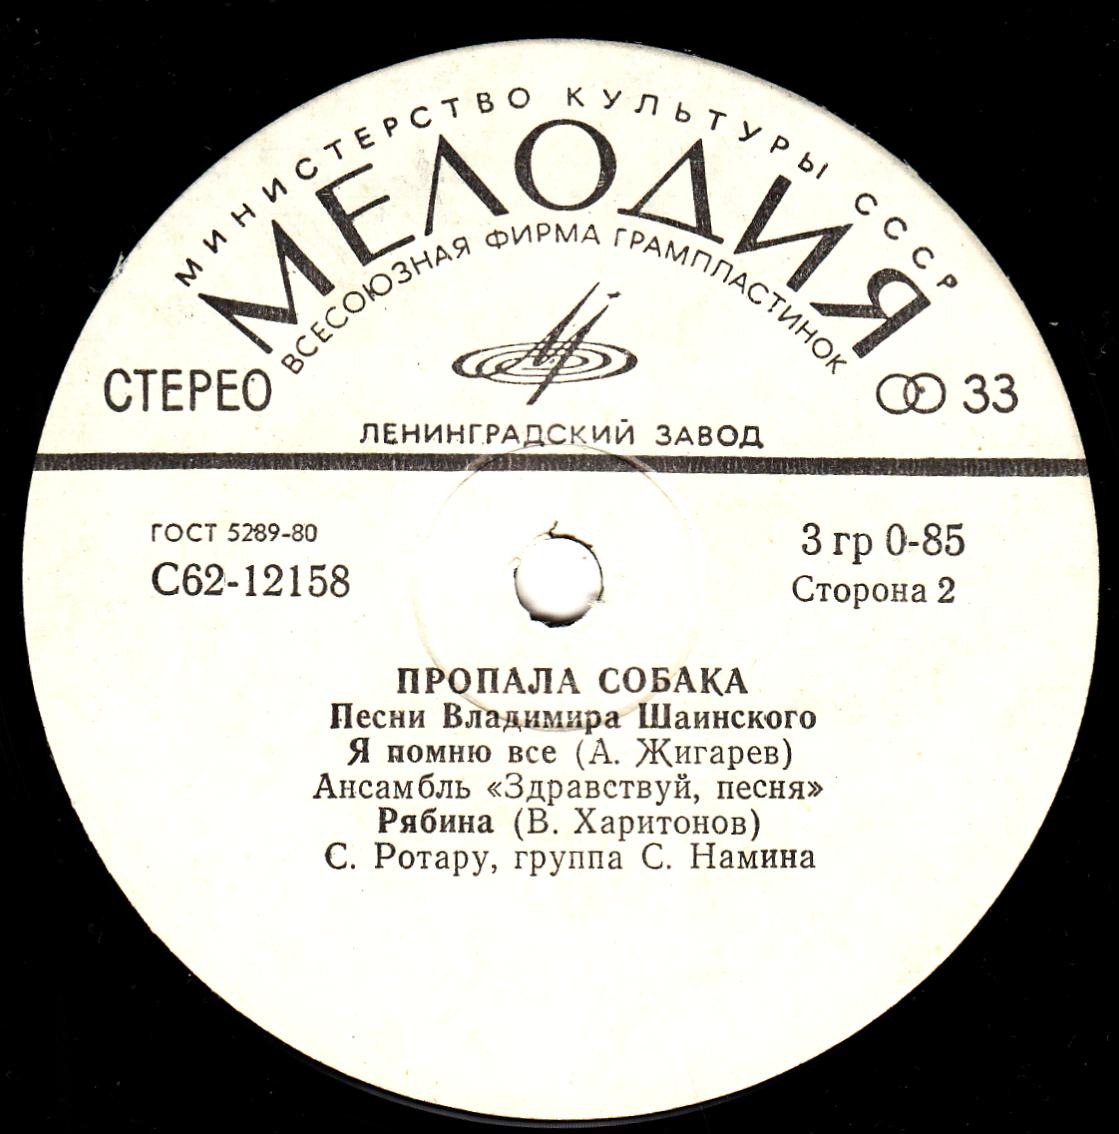 МИНИСТЕРСТВО КУЛЬТУРЫ СССР
МЕЛОДИЯ
ВСЕСОЮЗНАЯ ФИРМА ГРАМПЛАСТИНОК
СТЕРЕО
33
ЛЕНИНГРАДСКИЙ ЗАВОД
ГОСТ 5289-80
3 гр 0-85
С62-12158
Сторона 2
ПРОПАЛА СОБАКА
Песни Владимира Шаинского
Я помню все (А. Жигарев)
Ансамбль «Здравствуй, песня»
Рябина (В. Харитонов)
С. Ротару, группа С. Намина